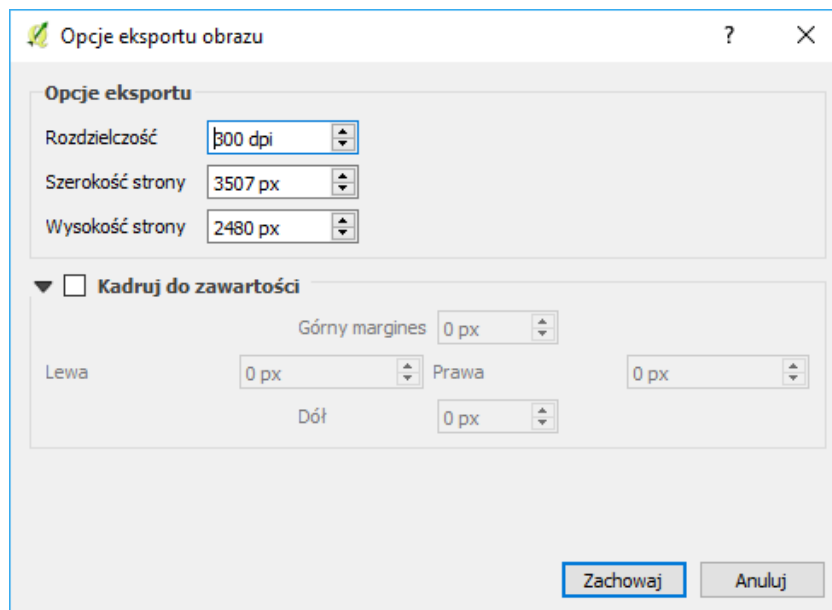 Opcje eksportu obrazu ?
Opcje eksportu
Rozdzielczość 300 dpi
Szerokość strony 3507 px
Wysokość strony 2480 px
Kadruj do zawartości
Górny margines 0 px
Lewa 0 px Prawa 0 px
Dół 0 px
Zachowaj Anuluj